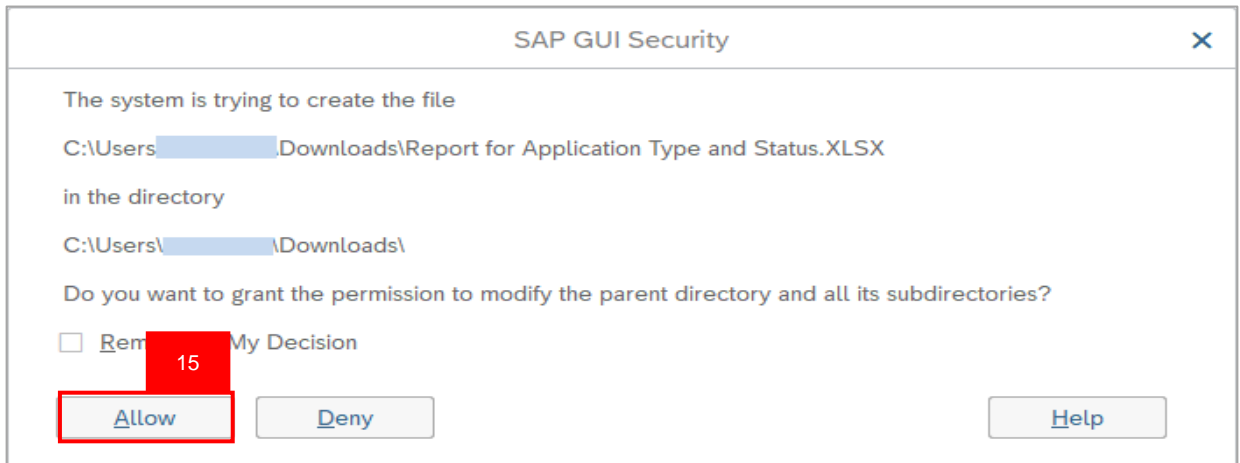 SAP GUI Security
The system is trying to create the file
C:\Users .Downloads\Report for Application Type and Status.XLSX
in the directory
C:\Users\ \Downloads\
Do you want to grant the permission to modify the parent directory and all its subdirectories?
My Decision
15
Allow Deny Help